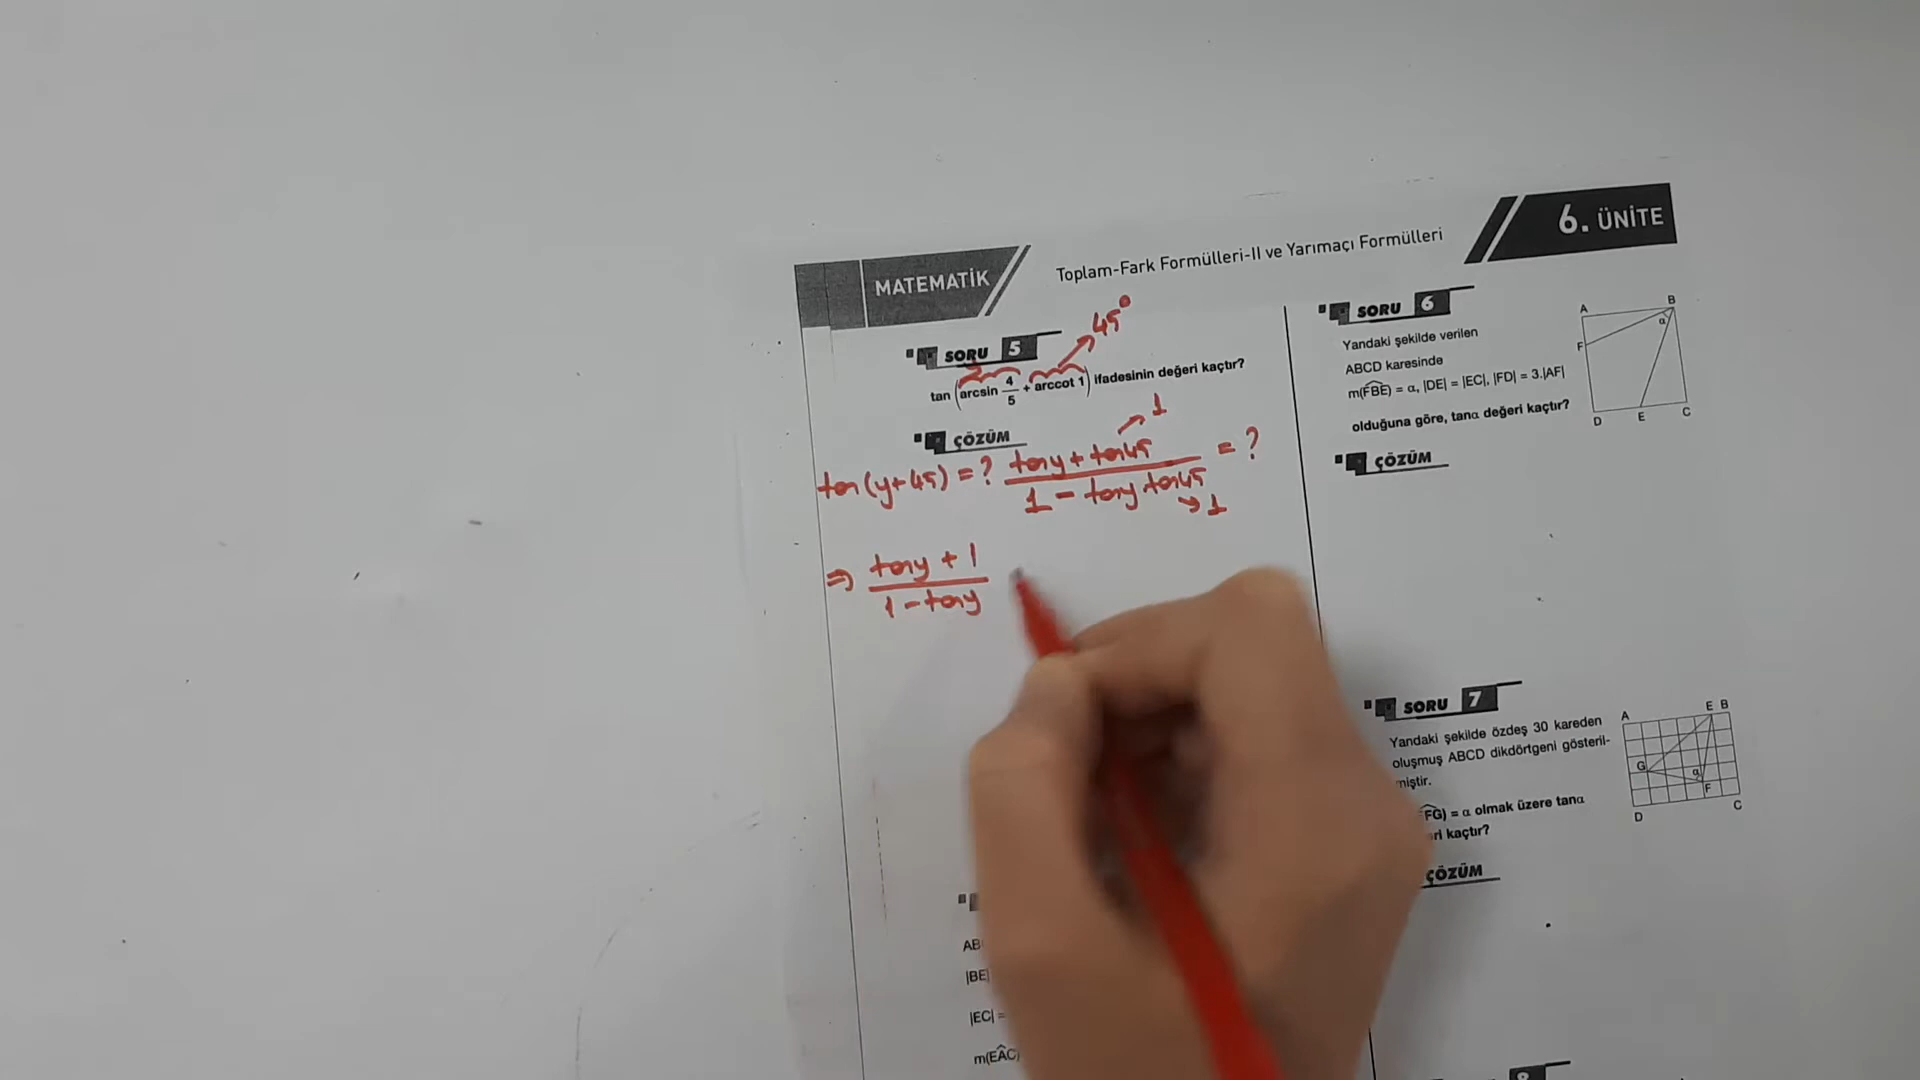 MATEMATİK
Toplam-Fark Formülleri-II ve Yarımaçı Formülleri
6. ÜNİTE
SORU 5
45°
tan (arcsin 4/5 + arccot 1) ifadesinin değeri kaçtır?
ÇÖZÜM
1
tan(y+45) = ? tany + tan45 / 1 - tany tan45 = ?
1
⇒ tany + 1 / 1 - tany
AB
|BE|
|EC| =
m(EAC)
SORU 6
Yandaki şekilde verilen
ABCD karesinde
m(FBE) = α, |DE| = |EC|, |FD| = 3.|AF|
olduğuna göre, tanα değeri kaçtır?
A B
α
F
D E C
ÇÖZÜM
SORU 7
Yandaki şekilde özdeş 30 kareden
oluşmuş ABCD dikdörtgeni gösteril-
miştir.
FG) = α olmak üzere tanα
eri kaçtır?
A E B
G α
F
D C
ÇÖZÜM
8